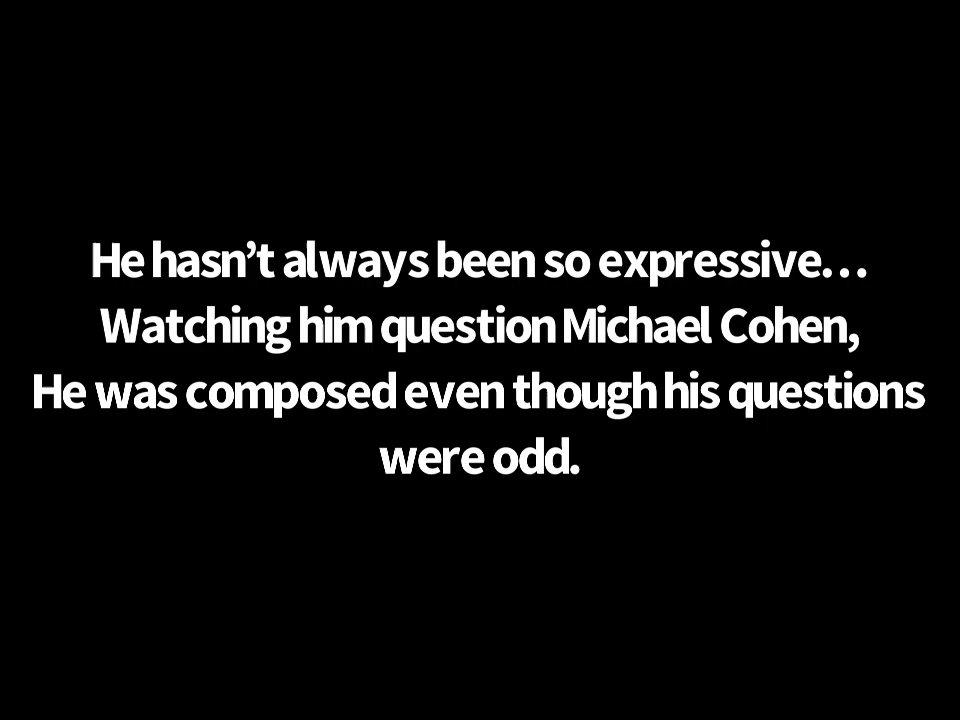 He hasn’t always been so expressive…
Watching him question Michael Cohen,
He was composed even though his questions
were odd.